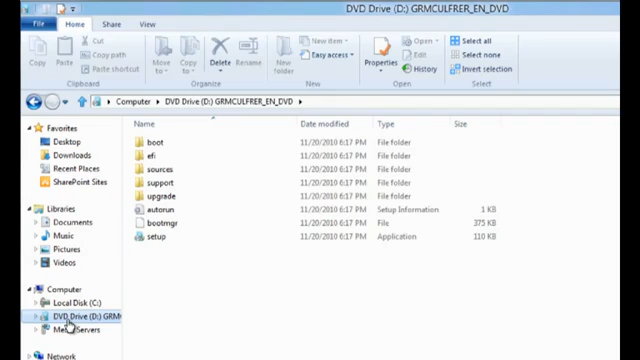 DVD Drive (D:) GRMCULFRER_EN_DVD
File Home Share View
Cut
Copy path
Paste shortcut
Copy Paste
Clipboard
Move to Copy to
Delete Rename
Organize
New folder
Easy access
New
Properties
Open
Edit
History
Open
Select all
Select none
Invert selection
Select
Computer DVD Drive (D:) GRMCULFRER_EN_DVD
Name Date modified Type Size
boot 11/20/2010 6:17 PM File folder
efi 11/20/2010 6:17 PM File folder
sources 11/20/2010 6:17 PM File folder
support 11/20/2010 6:17 PM File folder
upgrade 11/20/2010 6:17 PM File folder
autorun 11/20/2010 6:17 PM Setup Information 1 KB
bootmgr 11/20/2010 6:17 PM File 375 KB
setup 11/20/2010 6:17 PM Application 110 KB
Favorites
Desktop
Downloads
Recent Places
SharePoint Sites
Libraries
Documents
Music
Pictures
Videos
Computer
Local Disk (C:)
DVD Drive (D:) GRM
Servers
Network